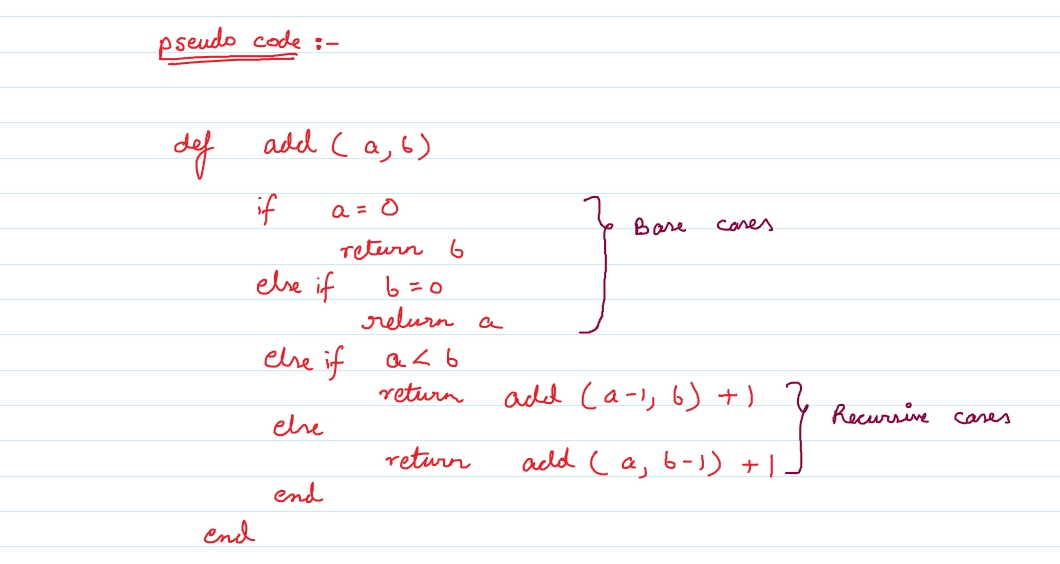 pseudo code :-
def add ( a, b)
if a = 0
return b
Base cases
else if b = 0
return a
else if a < b
return add ( a-1, b) + 1
Recursive cases
else
return add ( a, b-1) + 1
end
end